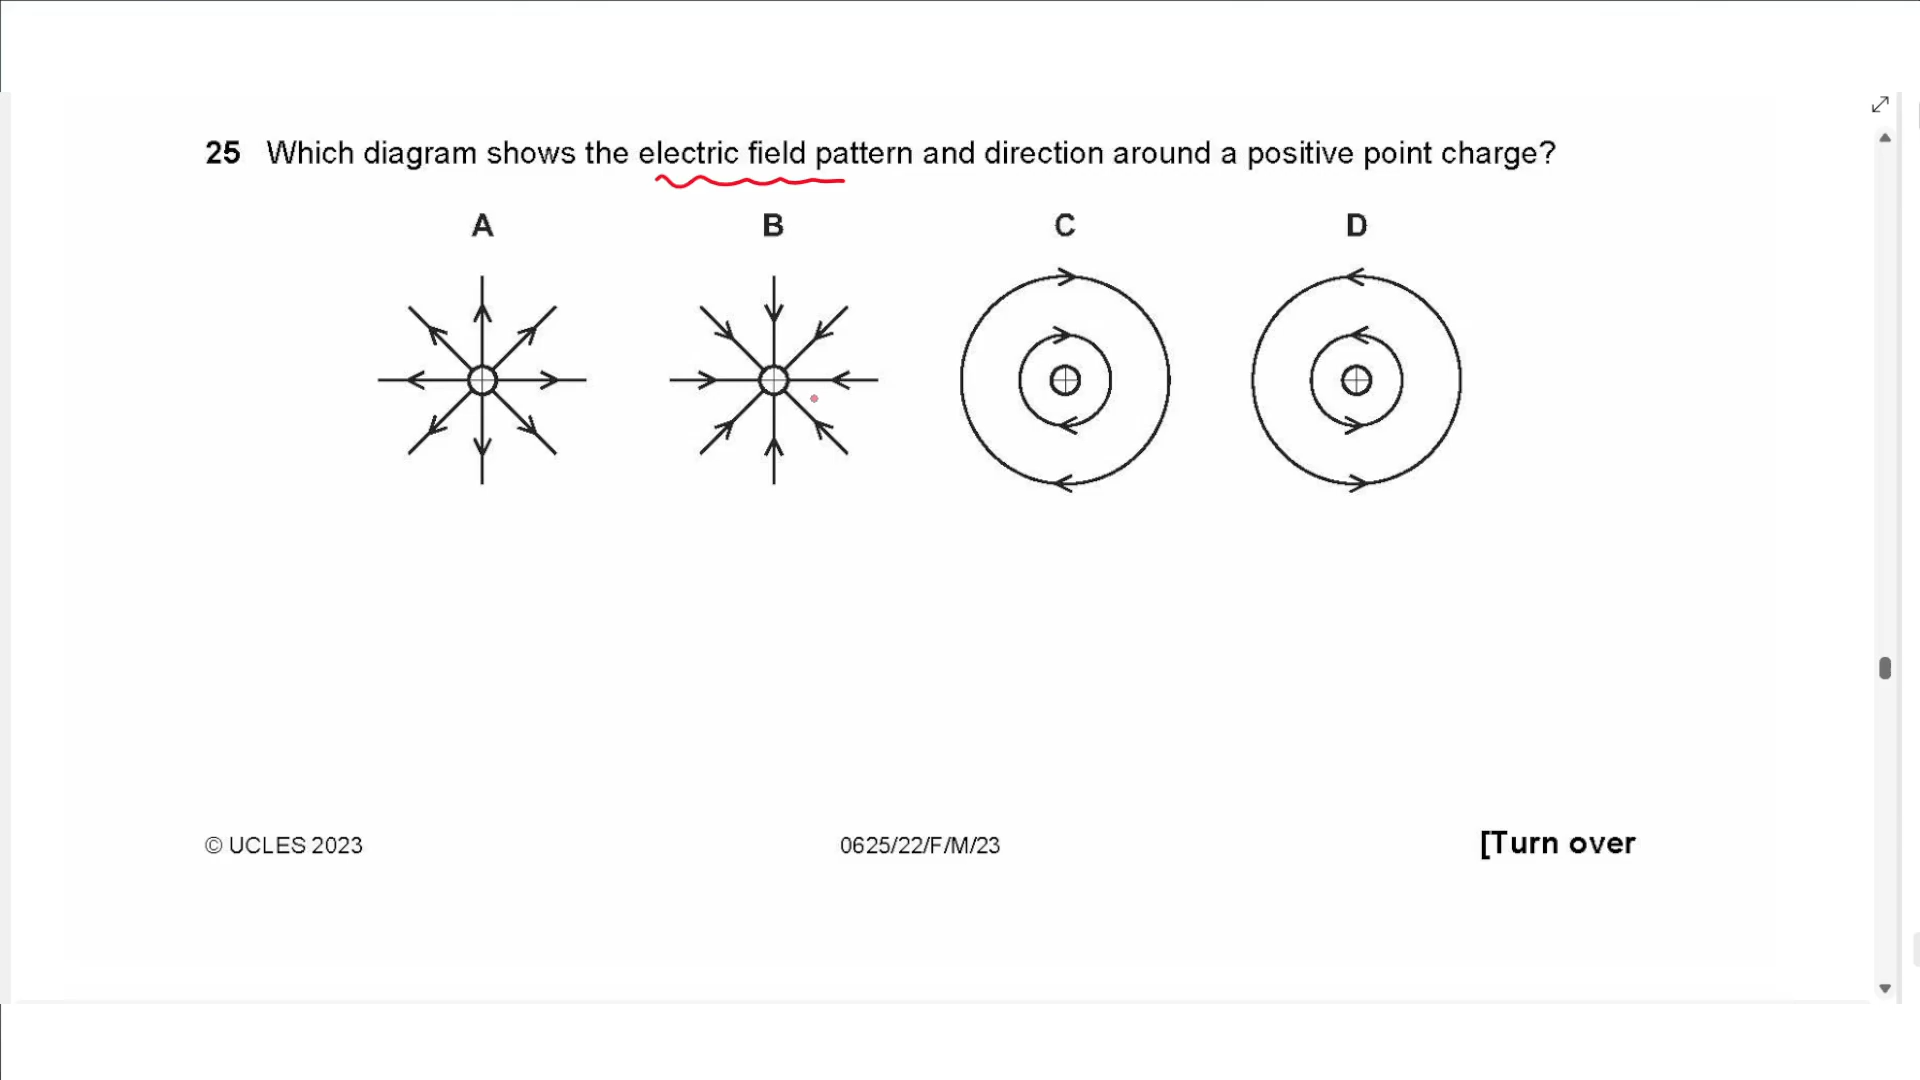 25 Which diagram shows the electric field pattern and direction around a positive point charge?
A B C D
© UCLES 2023 0625/22/F/M/23 [Turn over